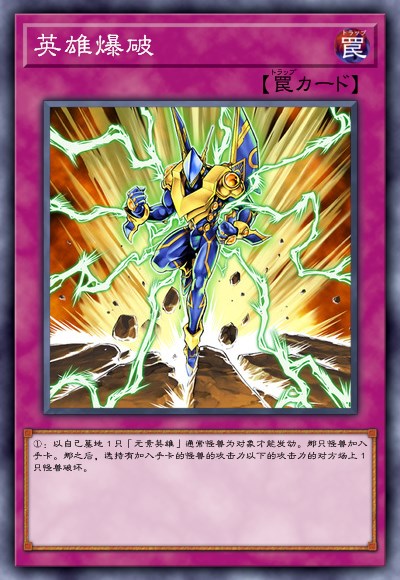 英雄爆破
トラップ
罠
トラップ
【罠カード】
①：以自己墓地１只「元素英雄」通常怪兽为对象才能发动。那只怪兽加入
手卡。那之后，选持有加入手卡的怪兽的攻击力以下的攻击力的对方场上１
只怪兽破坏。